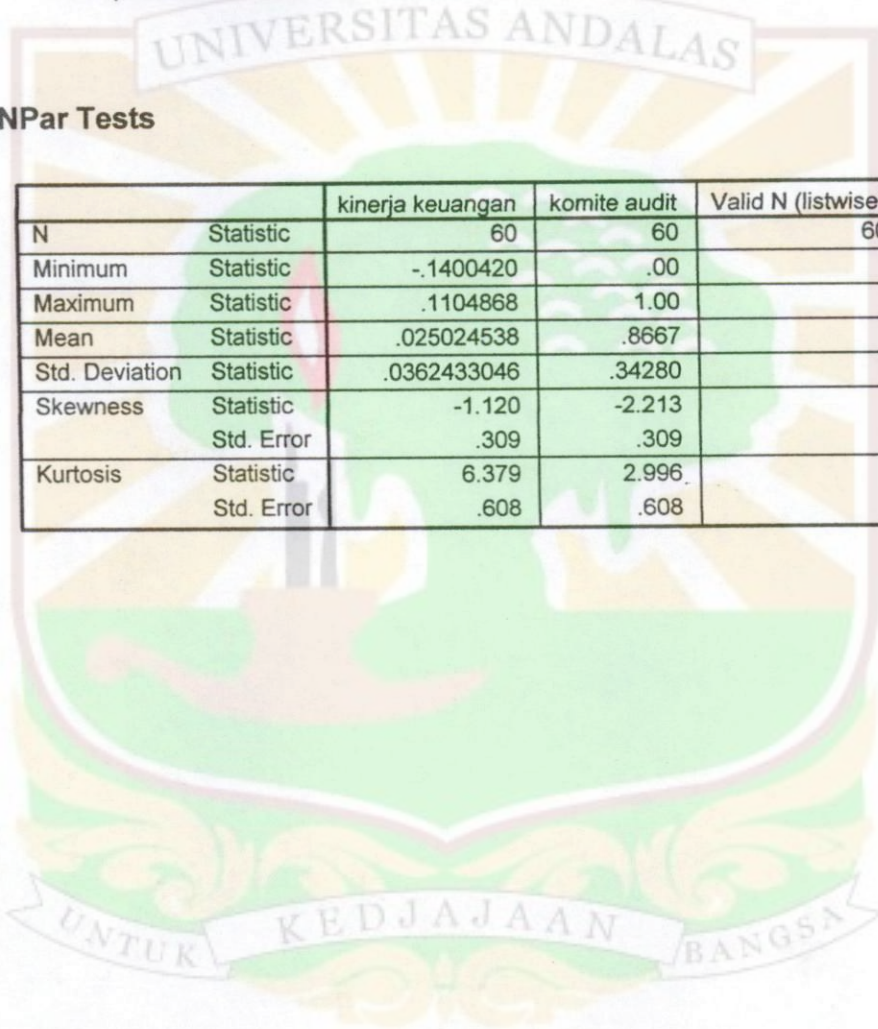 UNIVERSITAS ANDALAS
NPar Tests
kinerja keuangan komite audit Valid N (listwise
N Statistic 60 60 60
Minimum Statistic -.1400420 .00
Maximum Statistic .1104868 1.00
Mean Statistic .025024538 .8667
Std. Deviation Statistic .0362433046 .34280
Skewness Statistic -1.120 -2.213
Std. Error .309 .309
Kurtosis Statistic 6.379 2.996
Std. Error .608 .608
UNTUK KEDJAJAAN BANGSA